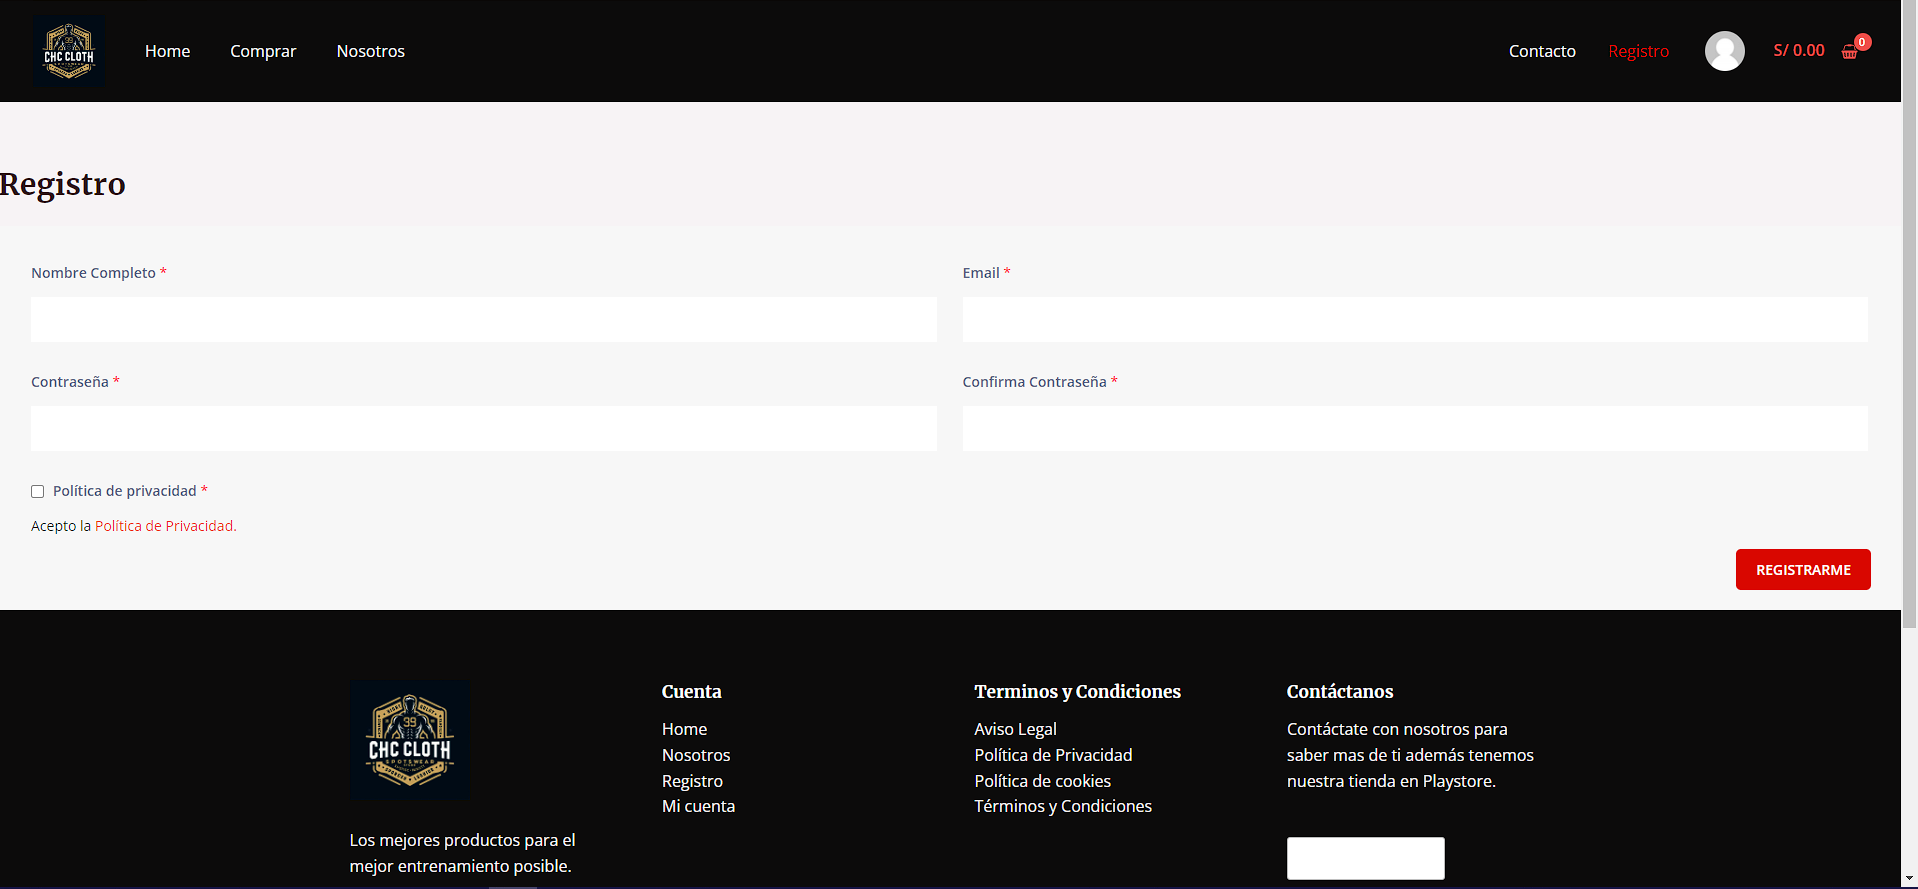 CHC CLOTH
Home
Comprar
Nosotros
Contacto
Registro
S/ 0.00
0
Registro
Nombre Completo *
Email *
Contraseña *
Confirma Contraseña *
Política de privacidad *
Acepto la Política de Privacidad.
REGISTRARME
39
CHC CLOTH
SPOTSWEAR
Los mejores productos para el
mejor entrenamiento posible.
Cuenta
Home
Nosotros
Registro
Mi cuenta
Terminos y Condiciones
Aviso Legal
Política de Privacidad
Política de cookies
Términos y Condiciones
Contáctanos
Contáctate con nosotros para
saber mas de ti además tenemos
nuestra tienda en Playstore.